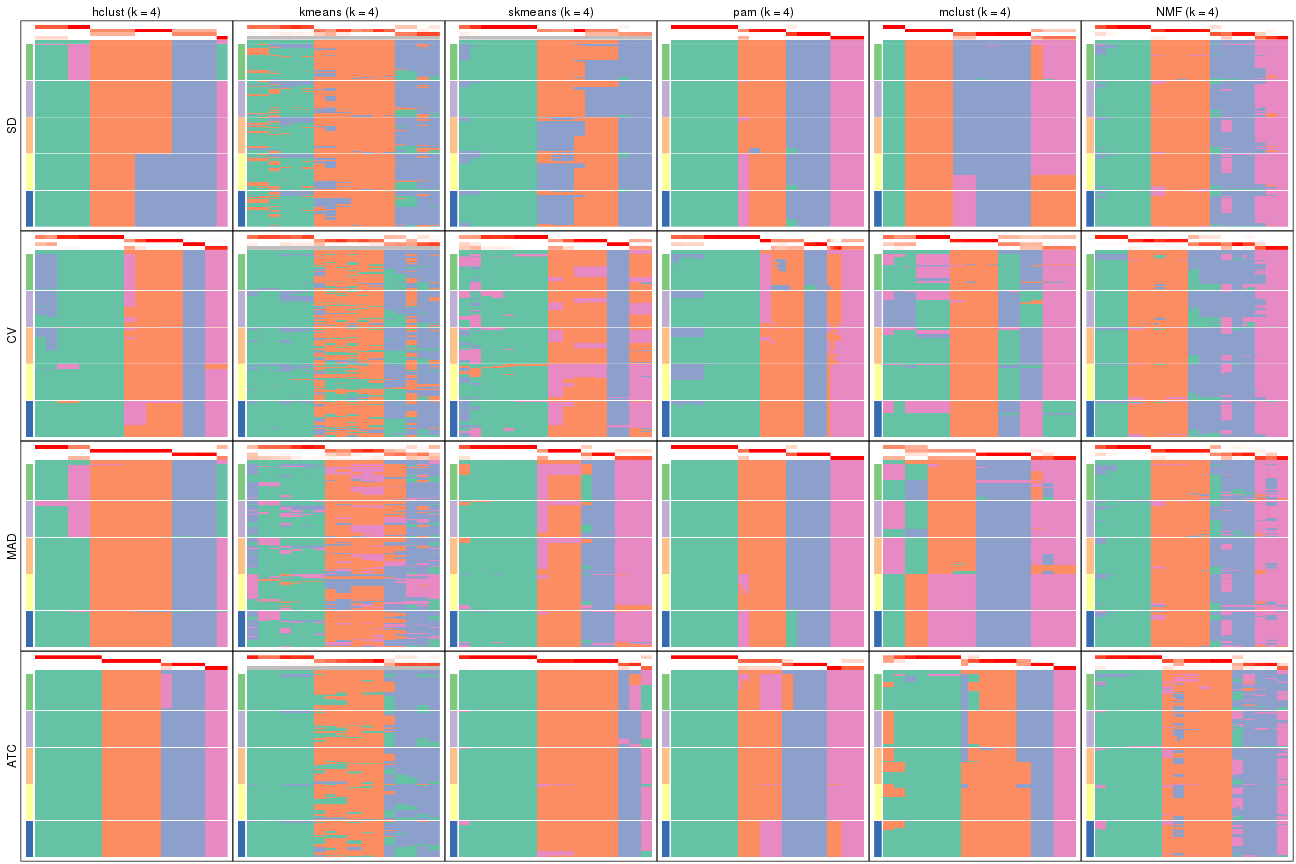 hclust (k = 4)
kmeans (k = 4)
skmeans (k = 4)
pam (k = 4)
mclust (k = 4)
NMF (k = 4)
SD
CV
MAD
ATC